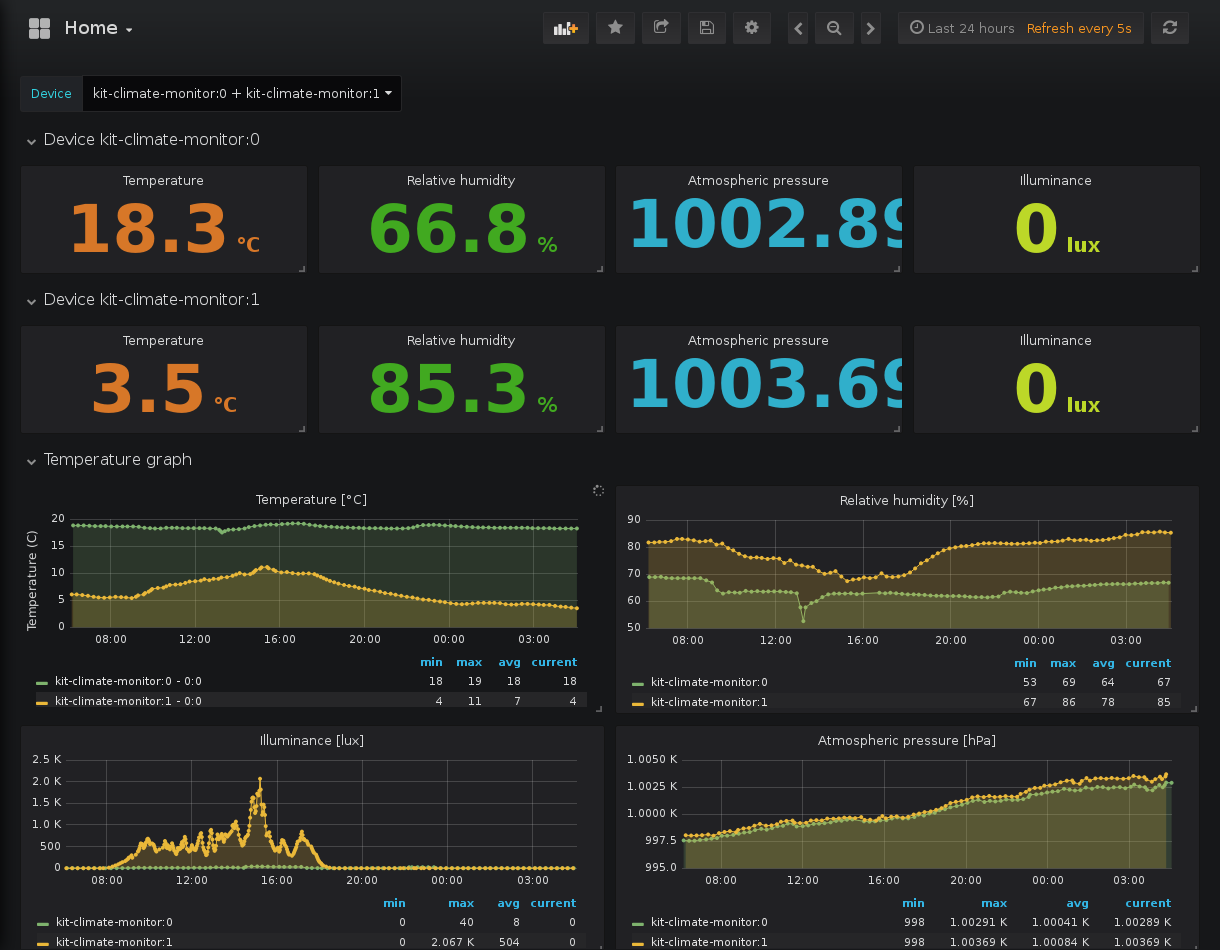 Home
Last 24 hours Refresh every 5s
Device kit-climate-monitor:0 + kit-climate-monitor:1
Device kit-climate-monitor:0
Temperature Relative humidity Atmospheric pressure Illuminance
18.3 °C 66.8 % 1002.89 0 lux
Device kit-climate-monitor:1
Temperature Relative humidity Atmospheric pressure Illuminance
3.5 °C 85.3 % 1003.69 0 lux
Temperature graph
Temperature [°C]
Temperature (C)
20
15
10
5
0
08:00 12:00 16:00 20:00 00:00 03:00
min max avg current
kit-climate-monitor:0 - 0:0 18 19 18 18
kit-climate-monitor:1 - 0:0 4 11 7 4
Relative humidity [%]
90
80
70
60
50
08:00 12:00 16:00 20:00 00:00 03:00
min max avg current
kit-climate-monitor:0 53 69 64 67
kit-climate-monitor:1 67 86 78 85
Illuminance [lux]
2.5 K
2.0 K
1.5 K
1.0 K
500
0
08:00 12:00 16:00 20:00 00:00 03:00
min max avg current
kit-climate-monitor:0 0 40 8 0
kit-climate-monitor:1 0 2.067 K 504 0
Atmospheric pressure [hPa]
1.0050 K
1.0025 K
1.0000 K
997.5
995.0
08:00 12:00 16:00 20:00 00:00 03:00
min max avg current
kit-climate-monitor:0 998 1.00291 K 1.00041 K 1.00289 K
kit-climate-monitor:1 998 1.00369 K 1.00084 K 1.00369 K